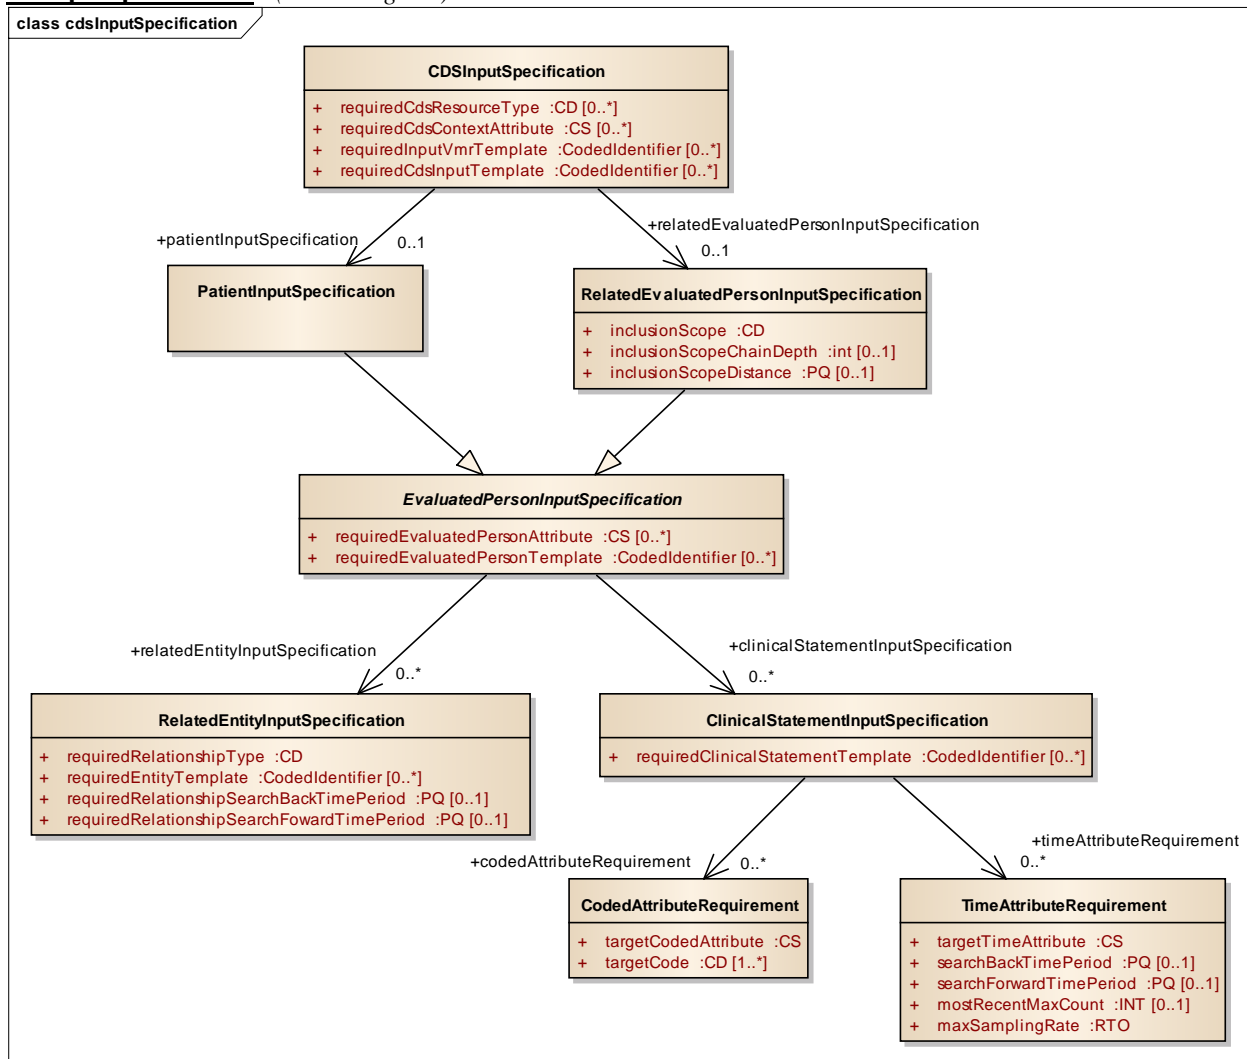 class cdsInputSpecification
CDSInputSpecification
+ requiredCdsResourceType :CD [0..*]
+ requiredCdsContextAttribute :CS [0..*]
+ requiredInputVmrTemplate :CodedIdentifier [0..*]
+ requiredCdsInputTemplate :CodedIdentifier [0..*]
+patientInputSpecification
0..1
+relatedEvaluatedPersonInputSpecification
0..1
PatientInputSpecification
RelatedEvaluatedPersonInputSpecification
+ inclusionScope :CD
+ inclusionScopeChainDepth :int [0..1]
+ inclusionScopeDistance :PQ [0..1]
EvaluatedPersonInputSpecification
+ requiredEvaluatedPersonAttribute :CS [0..*]
+ requiredEvaluatedPersonTemplate :CodedIdentifier [0..*]
+relatedEntityInputSpecification
0..*
+clinicalStatementInputSpecification
0..*
RelatedEntityInputSpecification
+ requiredRelationshipType :CD
+ requiredEntityTemplate :CodedIdentifier [0..*]
+ requiredRelationshipSearchBackTimePeriod :PQ [0..1]
+ requiredRelationshipSearchFowardTimePeriod :PQ [0..1]
ClinicalStatementInputSpecification
+ requiredClinicalStatementTemplate :CodedIdentifier [0..*]
+codedAttributeRequirement
0..*
+timeAttributeRequirement
0..*
CodedAttributeRequirement
+ targetCodedAttribute :CS
+ targetCode :CD [1..*]
TimeAttributeRequirement
+ targetTimeAttribute :CS
+ searchBackTimePeriod :PQ [0..1]
+ searchForwardTimePeriod :PQ [0..1]
+ mostRecentMaxCount :INT [0..1]
+ maxSamplingRate :RTO